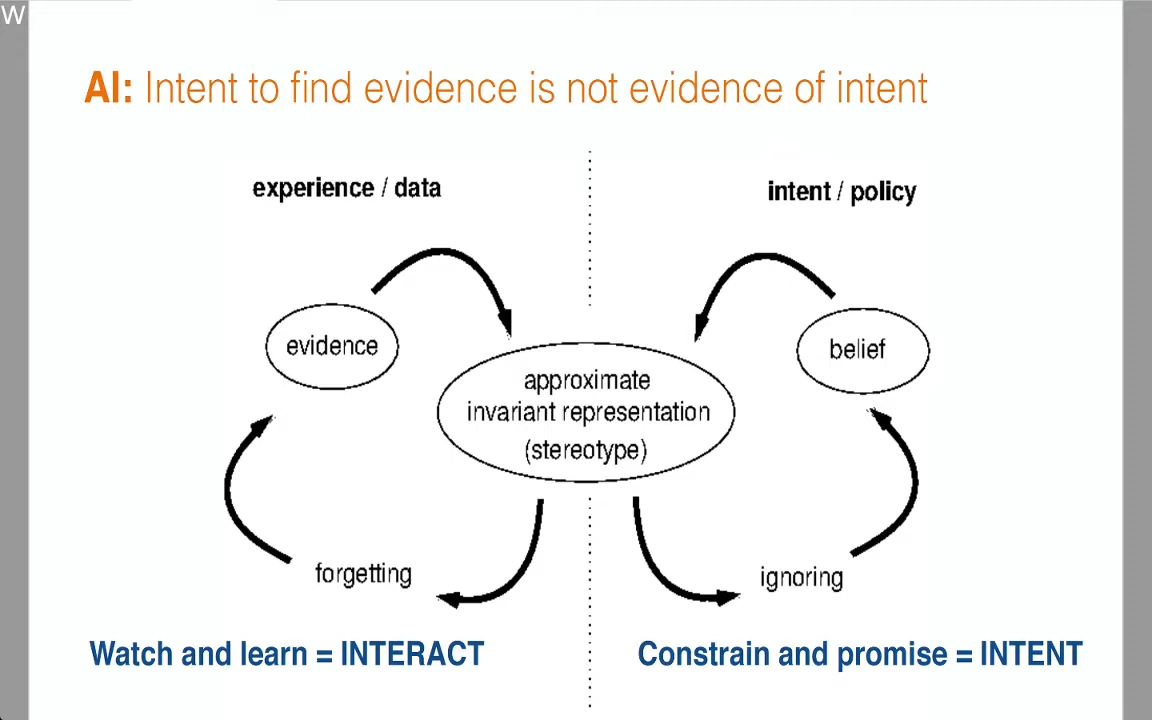 W
AI: Intent to find evidence is not evidence of intent
experience / data
intent / policy
evidence
belief
approximate
invariant representation
(stereotype)
forgetting
ignoring
Watch and learn = INTERACT
Constrain and promise = INTENT